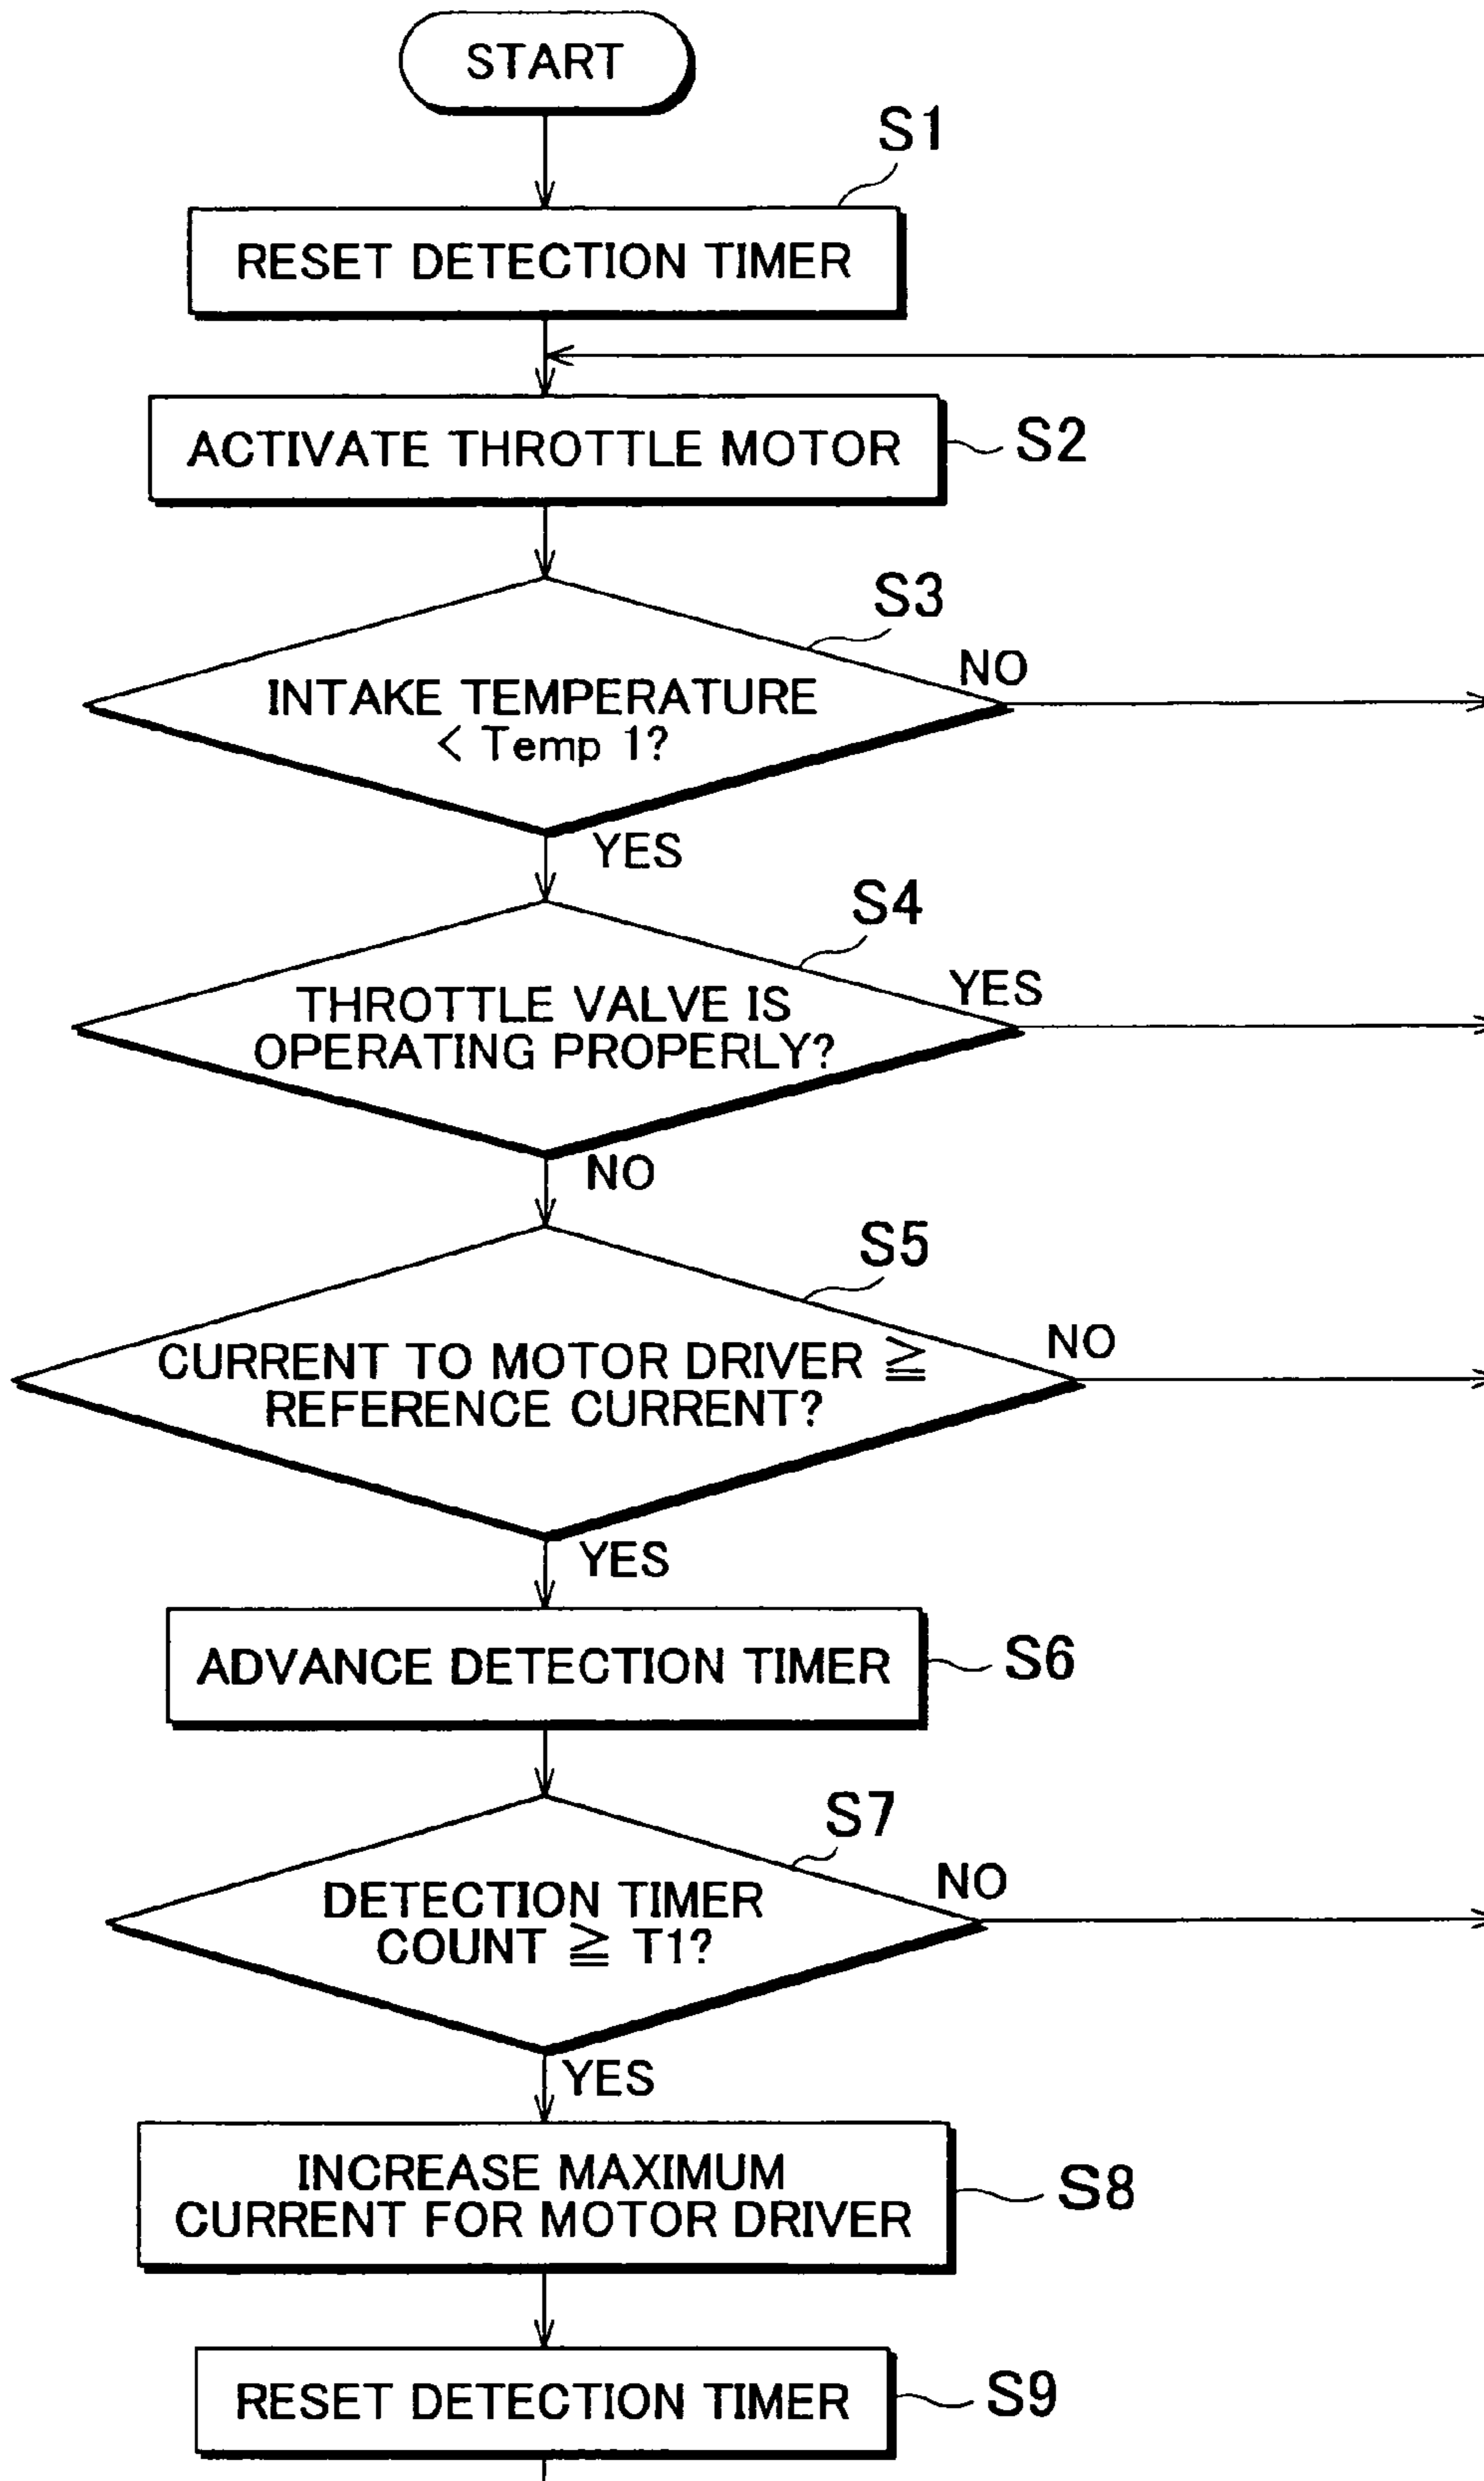 START
S1
RESET DETECTION TIMER
ACTIVATE THROTTLE MOTOR
S2
S3
NO
INTAKE TEMPERATURE
< Temp 1?
YES
S4
YES
THROTTLE VALVE IS
OPERATING PROPERLY?
NO
S5
NO
CURRENT TO MOTOR DRIVER ≧
REFERENCE CURRENT?
YES
ADVANCE DETECTION TIMER
S6
S7
NO
DETECTION TIMER
COUNT ≧ T1?
YES
INCREASE MAXIMUM
CURRENT FOR MOTOR DRIVER
S8
RESET DETECTION TIMER
S9